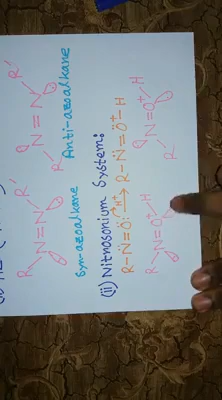 R N=N R' R N=N R'
Syn-azoalkane Anti-azoalkane
(ii) Nitrosonium System:
R-N̈=Ö: H⁺ → R-N̈=Ö⁺-H
R N=O⁺-H R N=O⁺-H